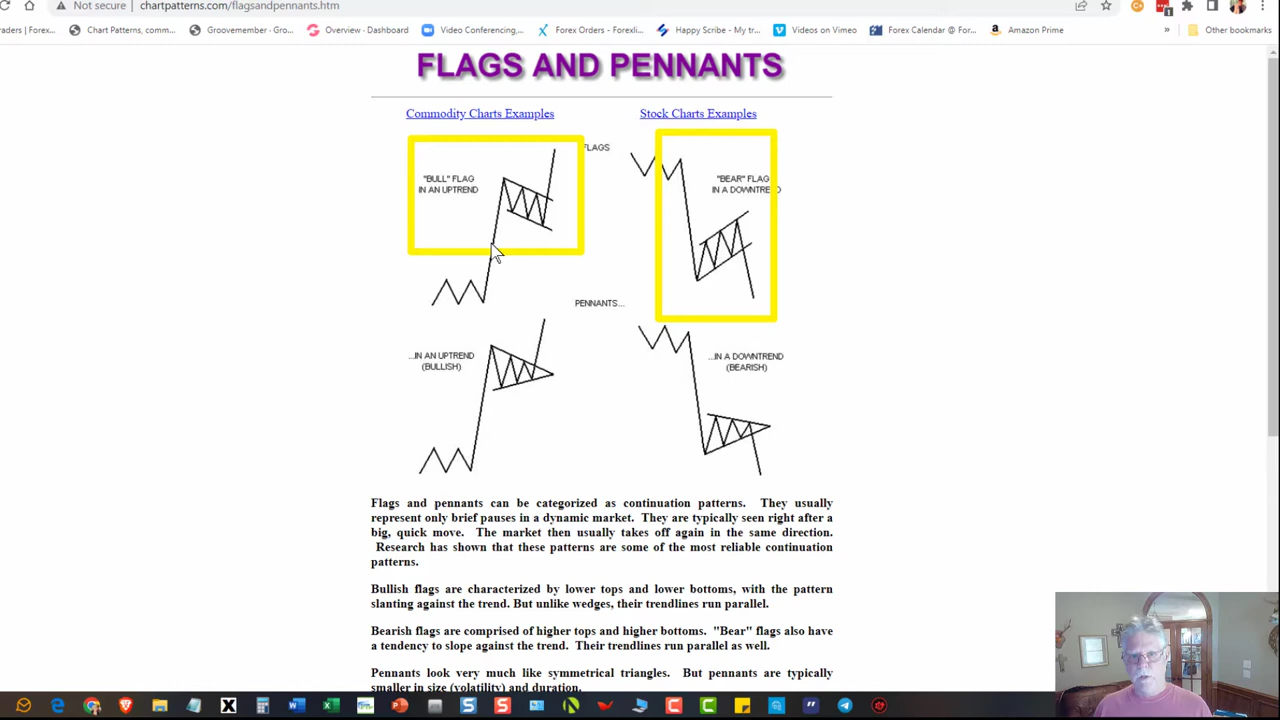 Not secure
chartpatterns.com/flagsandpennants.htm
raders | Forex...
Chart Patterns, comm...
Groovemember - Gro...
Overview · Dashboard
Video Conferencing,...
Forex Orders - Forexli...
Happy Scribe - My tr...
Videos on Vimeo
Forex Calendar @ For...
Amazon Prime
»
Other bookmarks
FLAGS AND PENNANTS
Commodity Charts Examples
Stock Charts Examples
FLAGS
"BULL" FLAG
IN AN UPTREND
"BEAR" FLAG
IN A DOWNTREND
PENNANTS...
...IN AN UPTREND
(BULLISH)
...IN A DOWNTREND
(BEARISH)
Flags and pennants can be categorized as continuation patterns. They usually
represent only brief pauses in a dynamic market. They are typically seen right after a
big, quick move. The market then usually takes off again in the same direction.
Research has shown that these patterns are some of the most reliable continuation
patterns.
Bullish flags are characterized by lower tops and lower bottoms, with the pattern
slanting against the trend. But unlike wedges, their trendlines run parallel.
Bearish flags are comprised of higher tops and higher bottoms. "Bear" flags also have
a tendency to slope against the trend. Their trendlines run parallel as well.
Pennants look very much like symmetrical triangles. But pennants are typically
smaller in size (volatility) and duration.